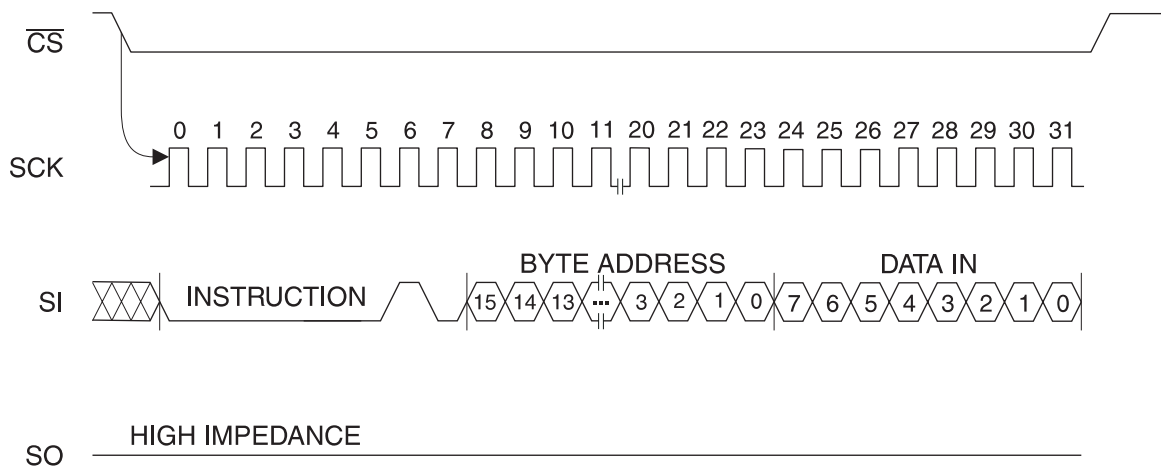 CS
0 1 2 3 4 5 6 7 8 9 10 11 20 21 22 23 24 25 26 27 28 29 30 31
SCK
BYTE ADDRESS DATA IN
SI INSTRUCTION 15 14 13 ... 3 2 1 0 7 6 5 4 3 2 1 0
HIGH IMPEDANCE
SO